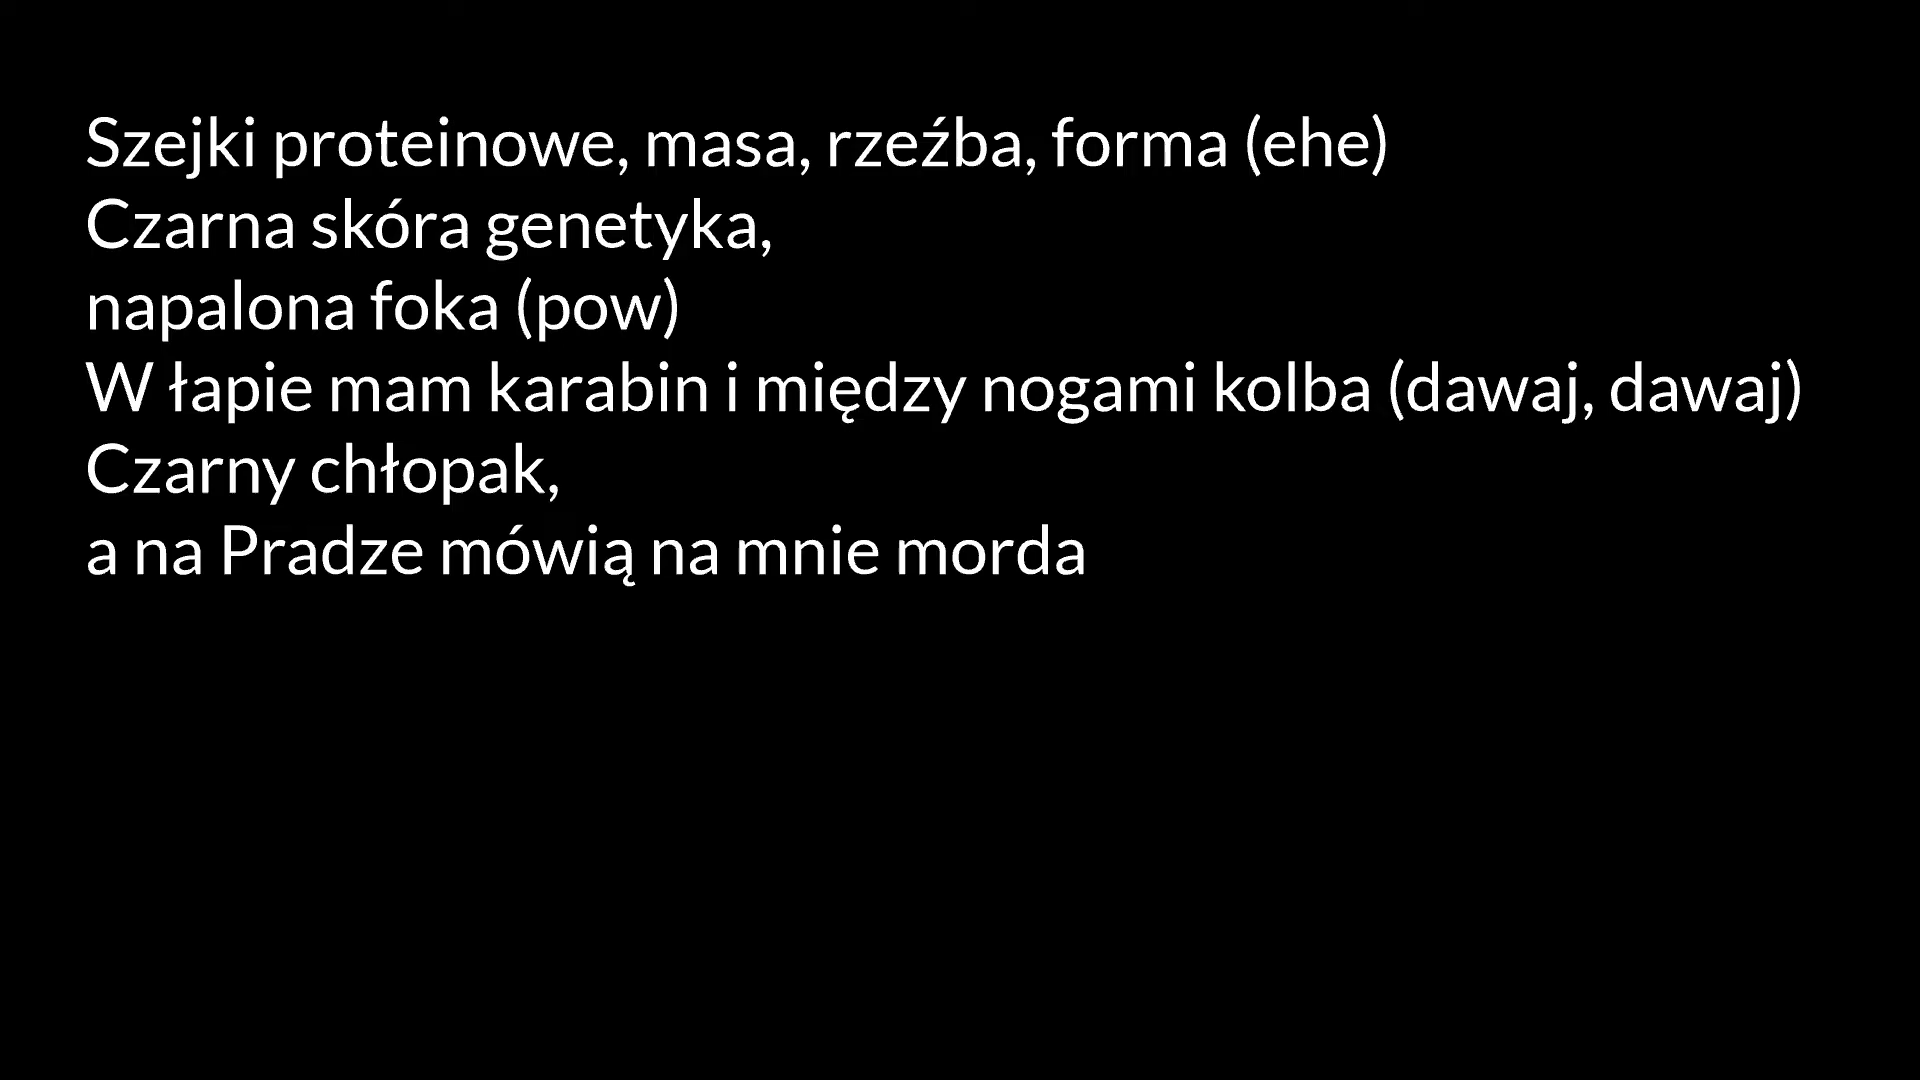 Szejki proteinowe, masa, rzeźba, forma (ehe)
Czarna skóra genetyka,
napalona foka (pow)
W łapie mam karabin i między nogami kolba (dawaj, dawaj)
Czarny chłopak,
a na Pradze mówią na mnie morda